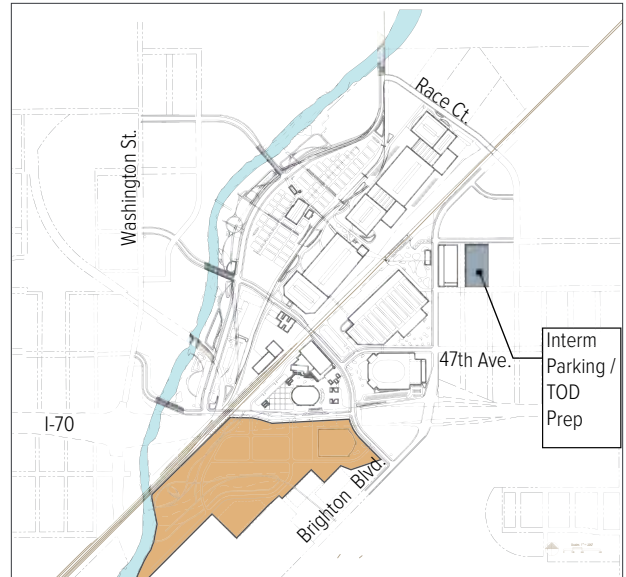 Race Ct.
Washington St.
47th Ave.
Interm
Parking /
TOD
Prep
I-70
Brighton Blvd.